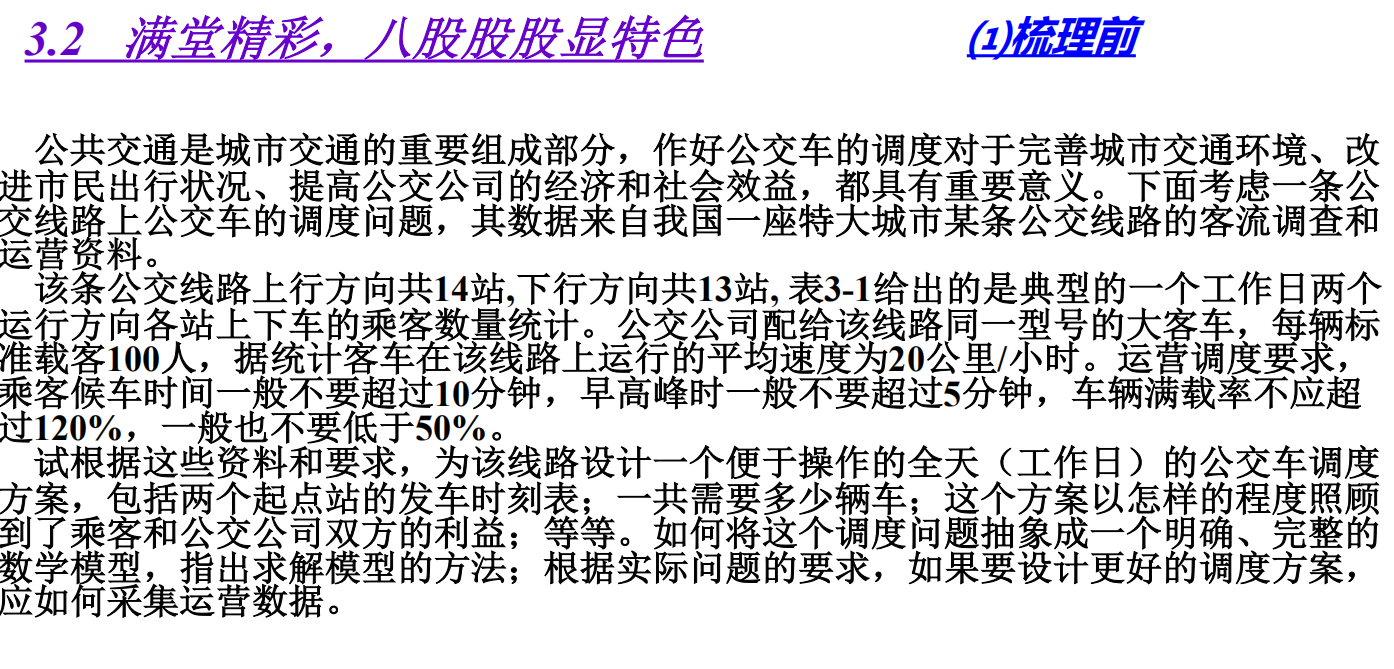 3.2 满堂精彩，八股股股显特色
(1)梳理前
公共交通是城市交通的重要组成部分，作好公交车的调度对于完善城市交通环境、改
进市民出行状况、提高公交公司的经济和社会效益，都具有重要意义。下面考虑一条公
交线路上公交车的调度问题，其数据来自我国一座特大城市某条公交线路的客流调查和
运营资料。
该条公交线路上行方向共14站,下行方向共13站, 表3-1给出的是典型的一个工作日两个
运行方向各站上下车的乘客数量统计。公交公司配给该线路同一型号的大客车，每辆标
准载客100人，据统计客车在该线路上运行的平均速度为20公里/小时。运营调度要求，
乘客候车时间一般不要超过10分钟，早高峰时一般不要超过5分钟，车辆满载率不应超
过120%，一般也不要低于50%。
试根据这些资料和要求，为该线路设计一个便于操作的全天（工作日）的公交车调度
方案，包括两个起点站的发车时刻表；一共需要多少辆车；这个方案以怎样的程度照顾
到了乘客和公交公司双方的利益；等等。如何将这个调度问题抽象成一个明确、完整的
数学模型，指出求解模型的方法；根据实际问题的要求，如果要设计更好的调度方案，
应如何采集运营数据。